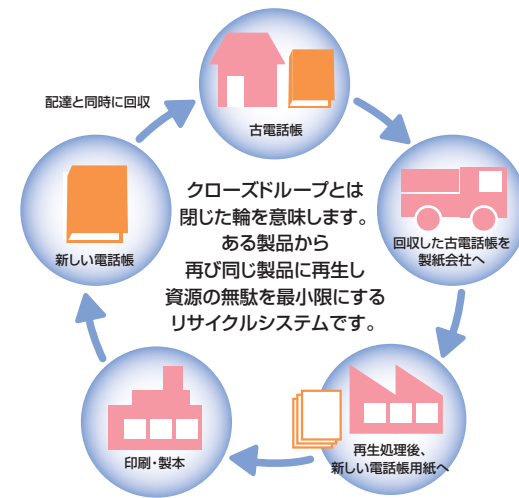 配達と同時に回収
古電話帳
新しい電話帳
クローズドループとは
閉じた輪を意味します。
ある製品から
再び同じ製品に再生し
資源の無駄を最小限にする
リサイクルシステムです。
回収した古電話帳を
製紙会社へ
印刷・製本
再生処理後、
新しい電話帳用紙へ